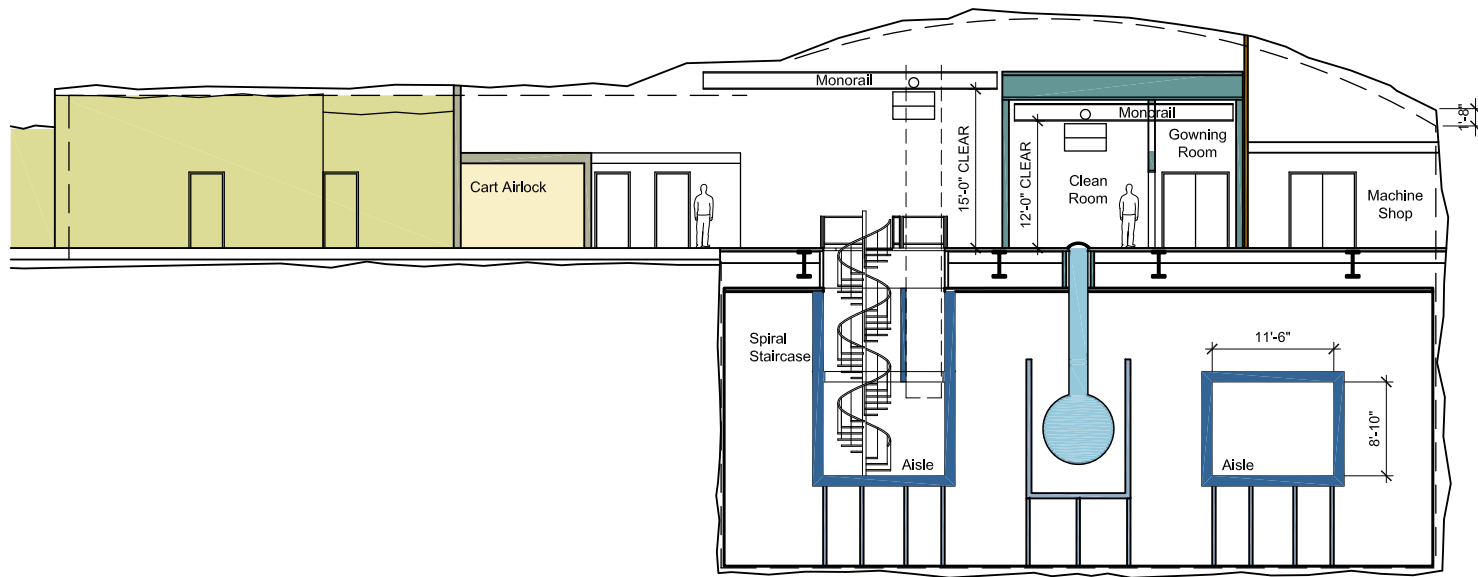 Monorail
Monorail
1'-8"
15'-0" CLEAR
12'-0" CLEAR
Gowning
Room
Cart Airlock
Clean
Room
Machine
Shop
Spiral
Staircase
11'-6"
8'-10"
Aisle
Aisle